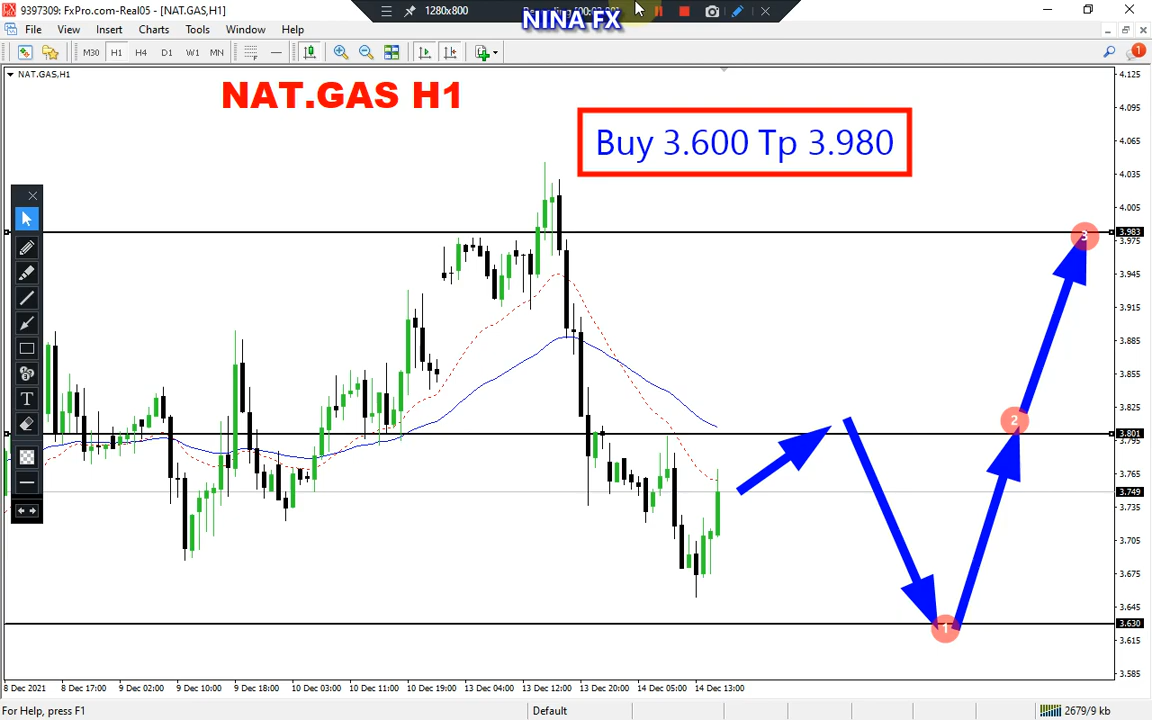 9397309: FxPro.com-Real05 - [NAT.GAS,H1]
1280x800
NINA FX
File View Insert Charts Tools Window Help
M30 H1 H4 D1 W1 MN
1
NAT.GAS,H1
NAT.GAS H1
Buy 3.600 Tp 3.980
4.125
4.095
4.065
4.035
4.005
3.983
3.975
3.945
3.915
3.885
3.855
3.825
3.801
3.795
3.765
3.749
3.735
3.705
3.675
3.645
3.630
3.615
3.585
3
2
1
T
8 Dec 2021 8 Dec 17:00 9 Dec 02:00 9 Dec 10:00 9 Dec 18:00 10 Dec 03:00 10 Dec 11:00 10 Dec 19:00 13 Dec 04:00 13 Dec 12:00 13 Dec 20:00 14 Dec 05:00 14 Dec 13:00
For Help, press F1 Default 2679/9 kb